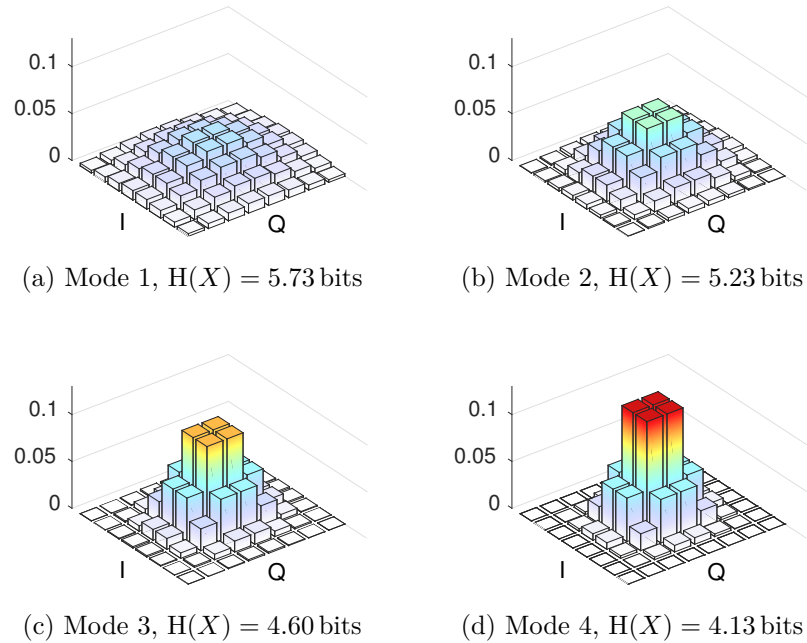 0.1
0.05
0
I
Q
(a) Mode 1, H(X) = 5.73 bits
0.1
0.05
0
I
Q
(b) Mode 2, H(X) = 5.23 bits
0.1
0.05
0
I
Q
(c) Mode 3, H(X) = 4.60 bits
0.1
0.05
0
I
Q
(d) Mode 4, H(X) = 4.13 bits